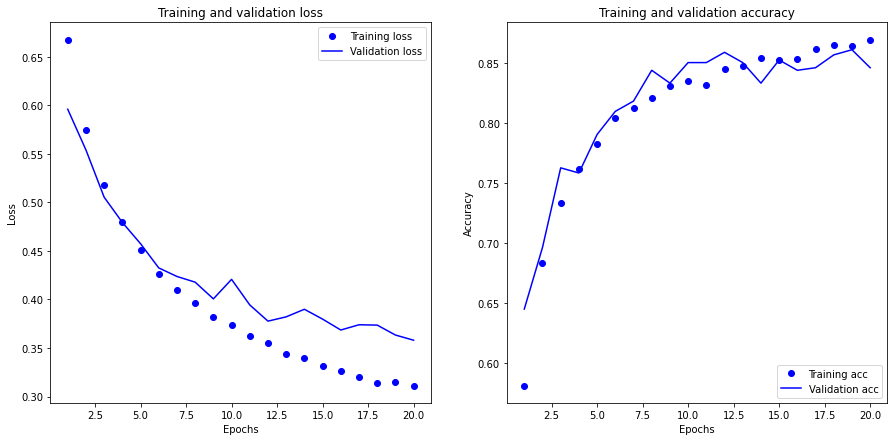 Training and validation loss
Training loss
Validation loss
0.65
0.60
0.55
0.50
0.45
0.40
0.35
0.30
Loss
2.5 5.0 7.5 10.0 12.5 15.0 17.5 20.0
Epochs
Training and validation accuracy
0.85
0.80
0.75
0.70
0.65
0.60
Accuracy
Training acc
Validation acc
2.5 5.0 7.5 10.0 12.5 15.0 17.5 20.0
Epochs